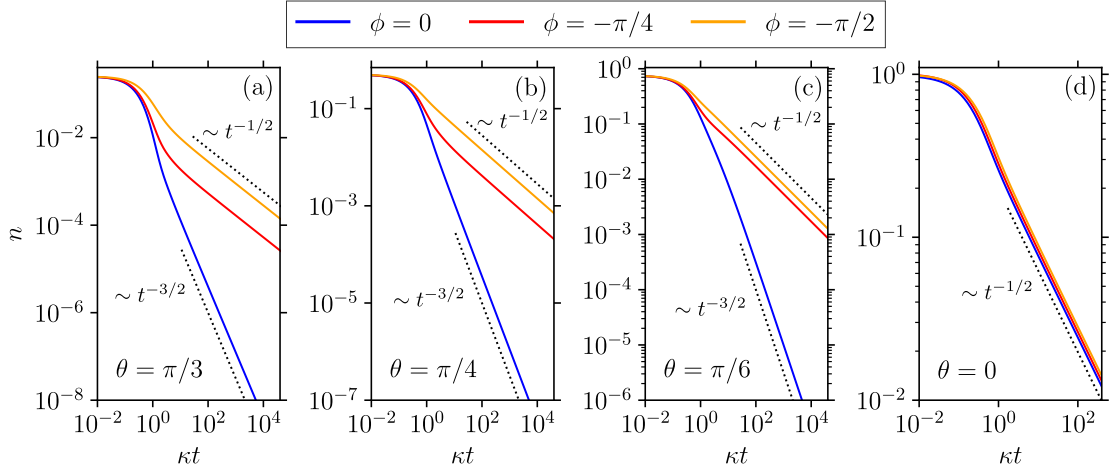 ϕ = 0 ϕ = −π/4 ϕ = −π/2
(a)
∼ t^{−1/2}
∼ t^{−3/2}
θ = π/3
n
10^{−2}
10^{−4}
10^{−6}
10^{−8}
10^{−2} 10^{0} 10^{2} 10^{4}
κt
(b)
∼ t^{−1/2}
∼ t^{−3/2}
θ = π/4
10^{−1}
10^{−3}
10^{−5}
10^{−7}
10^{−2} 10^{0} 10^{2} 10^{4}
κt
(c)
∼ t^{−1/2}
∼ t^{−3/2}
θ = π/6
10^{0}
10^{−1}
10^{−2}
10^{−3}
10^{−4}
10^{−5}
10^{−6}
10^{−2} 10^{0} 10^{2} 10^{4}
κt
(d)
∼ t^{−1/2}
θ = 0
10^{0}
10^{−1}
10^{−2}
10^{−2} 10^{0} 10^{2}
κt